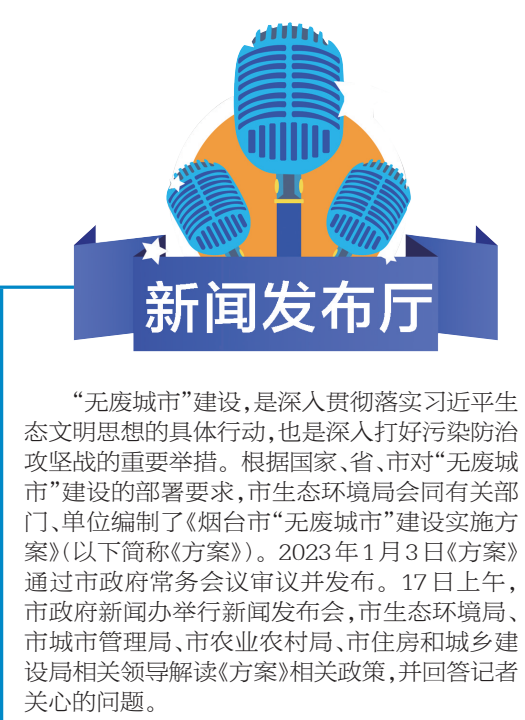 新闻发布厅
“无废城市”建设,是深入贯彻落实习近平生
态文明思想的具体行动,也是深入打好污染防治
攻坚战的重要举措。根据国家、省、市对“无废城
市”建设的部署要求,市生态环境局会同有关部
门、单位编制了《烟台市“无废城市”建设实施方
案》(以下简称《方案》)。2023年1月3日《方案》
通过市政府常务会议审议并发布。17日上午,
市政府新闻办举行新闻发布会,市生态环境局、
市城市管理局、市农业农村局、市住房和城乡建
设局相关领导解读《方案》相关政策,并回答记者
关心的问题。